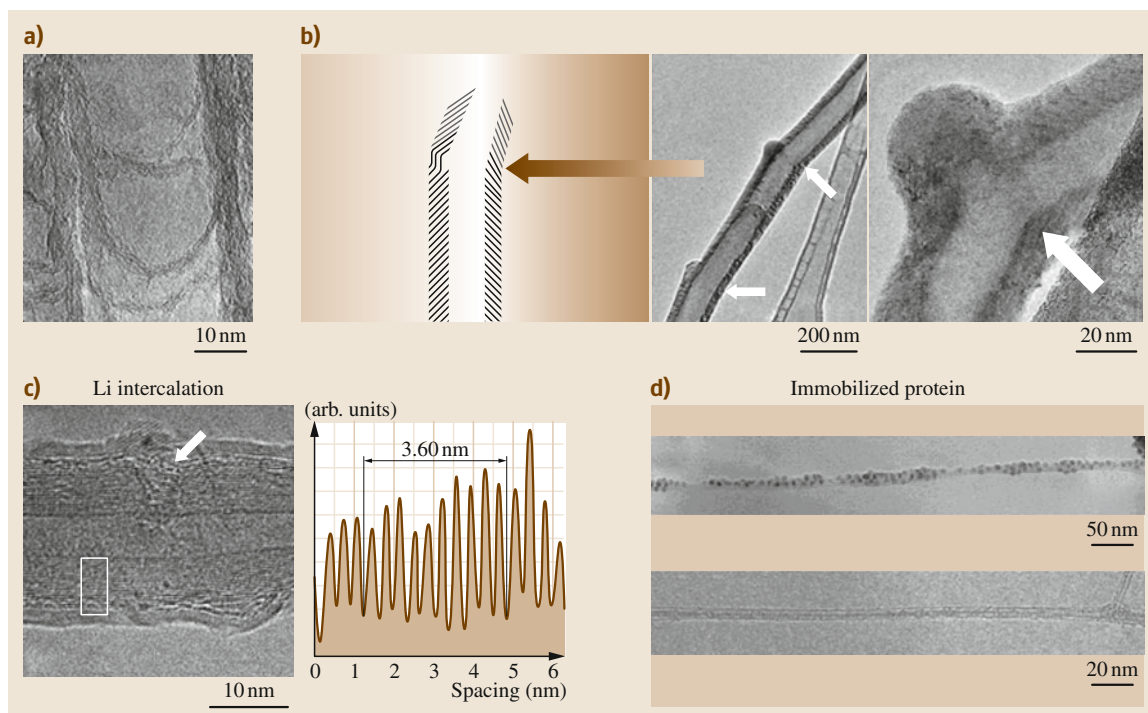 a)
b)
10 nm
200 nm
20 nm
c)
Li intercalation
(arb. units)
3.60 nm
0 1 2 3 4 5 6
Spacing (nm)
10 nm
d)
Immobilized protein
50 nm
20 nm